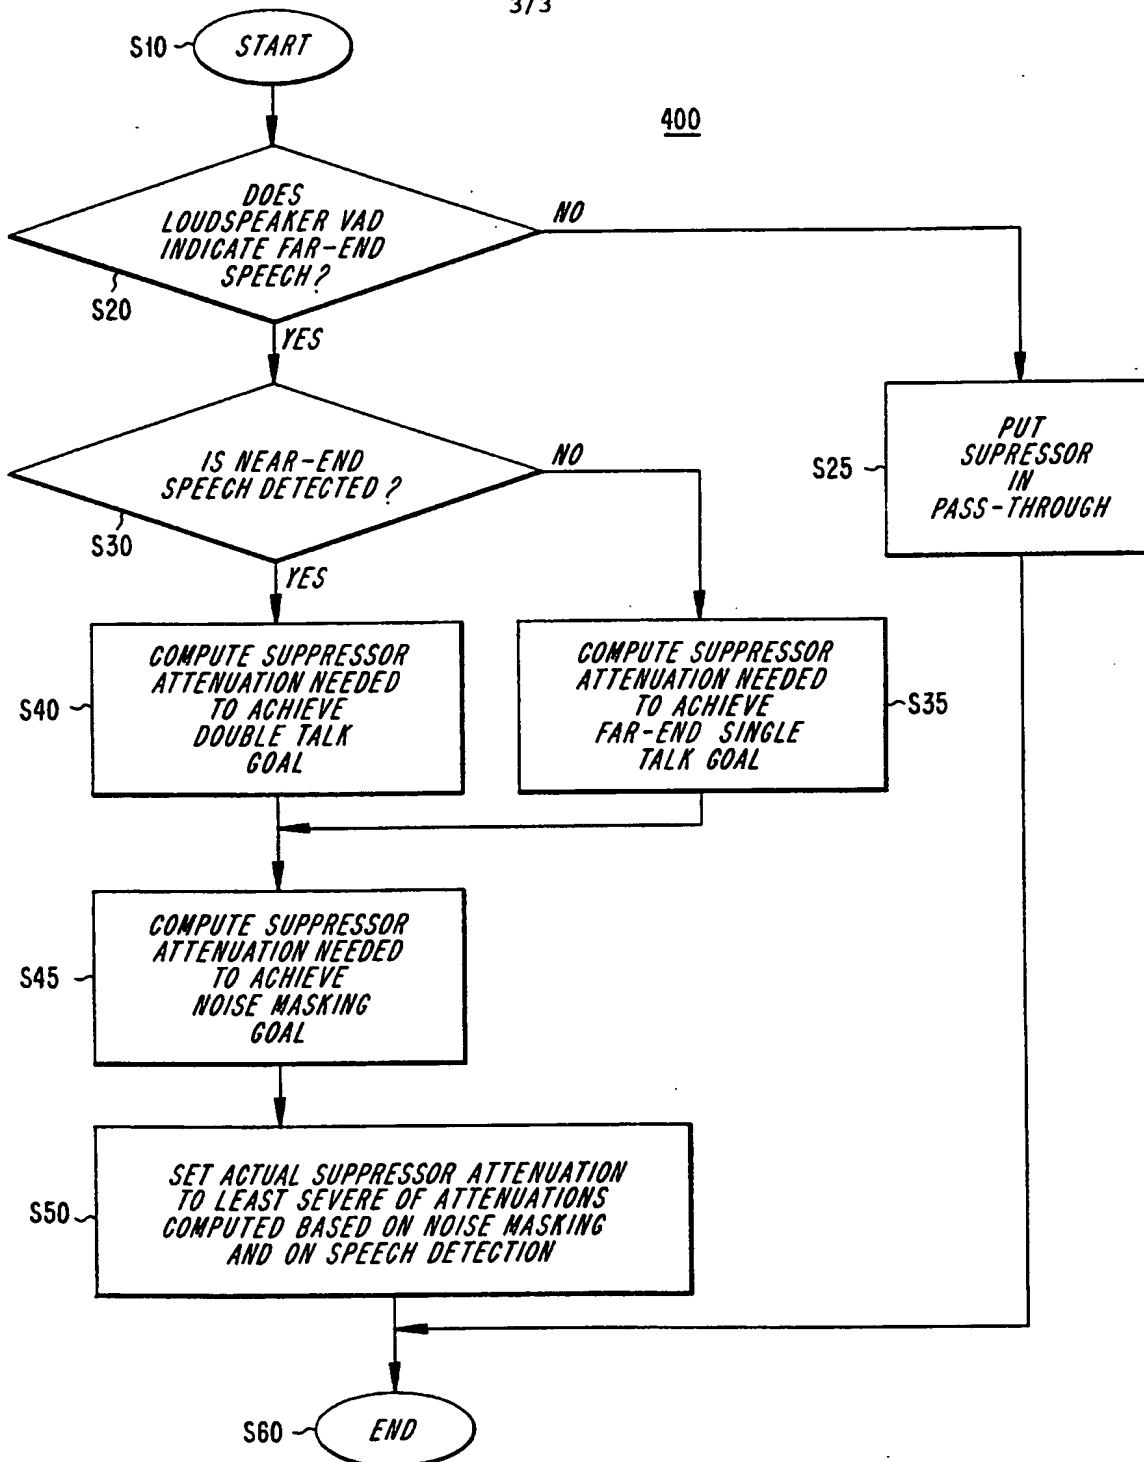 3/3
S10
START
400
DOES
LOUDSPEAKER VAD
INDICATE FAR-END
SPEECH?
NO
S20
YES
IS NEAR-END
SPEECH DETECTED?
NO
S30
YES
PUT
SUPRESSOR
IN
PASS-THROUGH
S25
COMPUTE SUPPRESSOR
ATTENUATION NEEDED
TO ACHIEVE
DOUBLE TALK
GOAL
S40
COMPUTE SUPPRESSOR
ATTENUATION NEEDED
TO ACHIEVE
FAR-END SINGLE
TALK GOAL
S35
COMPUTE SUPPRESSOR
ATTENUATION NEEDED
TO ACHIEVE
NOISE MASKING
GOAL
S45
SET ACTUAL SUPPRESSOR ATTENUATION
TO LEAST SEVERE OF ATTENUATIONS
COMPUTED BASED ON NOISE MASKING
AND ON SPEECH DETECTION
S50
S60
END